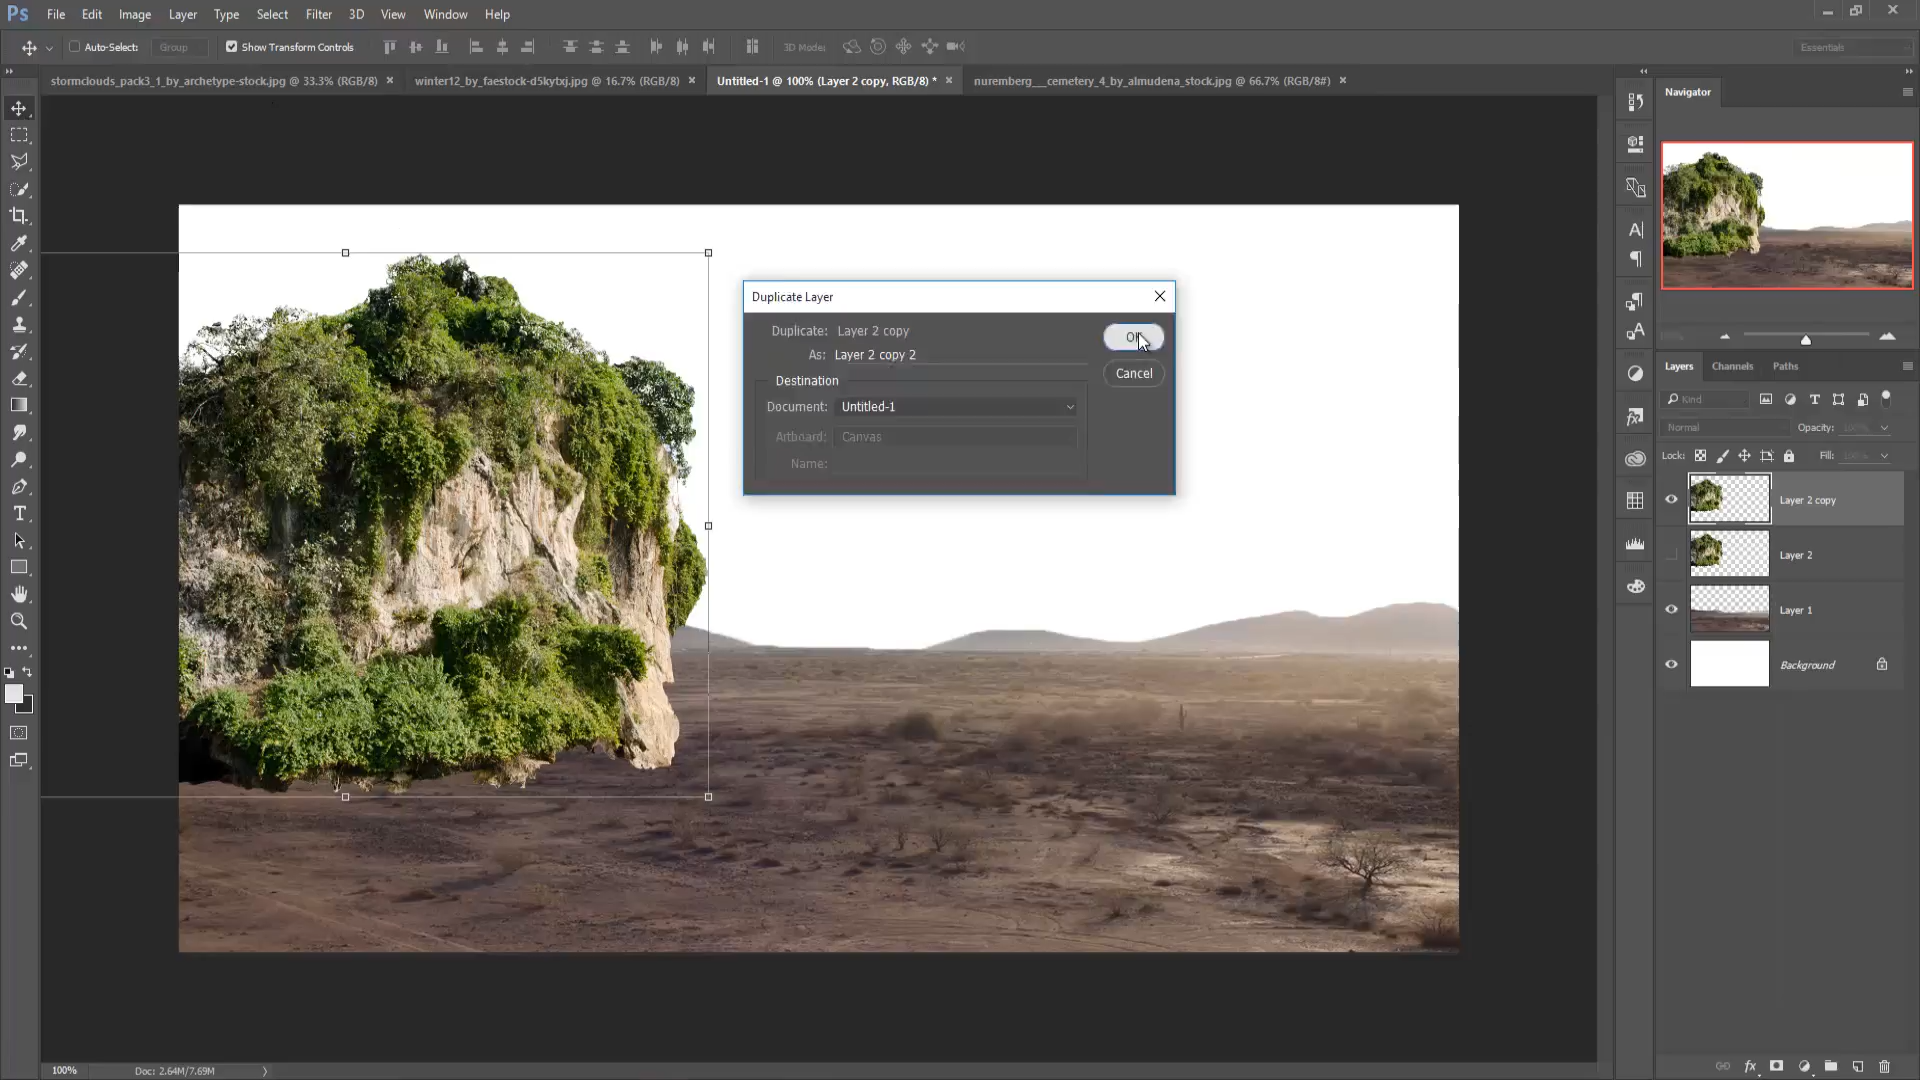 Ps File Edit Image Layer Type Select Filter 3D View Window Help
Auto-Select: Group Show Transform Controls 3D Mode: Essentials
stormclouds_pack3_1_by_archetype-stock.jpg @ 33.3% (RGB/8) × winter12_by_faestock-d5kytxj.jpg @ 16.7% (RGB/8) × Untitled-1 @ 100% (Layer 2 copy, RGB/8) * × nuremberg__cemetery_4_by_almudena_stock.jpg @ 66.7% (RGB/8#) ×
Navigator
Duplicate Layer
Duplicate: Layer 2 copy
As: Layer 2 copy 2
OK
Cancel
Destination
Document: Untitled-1
Artboard: Canvas
Name:
Layers Channels Paths
Kind
Normal Opacity: 100%
Lock: Fill: 100%
Layer 2 copy
Layer 2
Layer 1
Background
100% Doc: 2.64M/7.69M